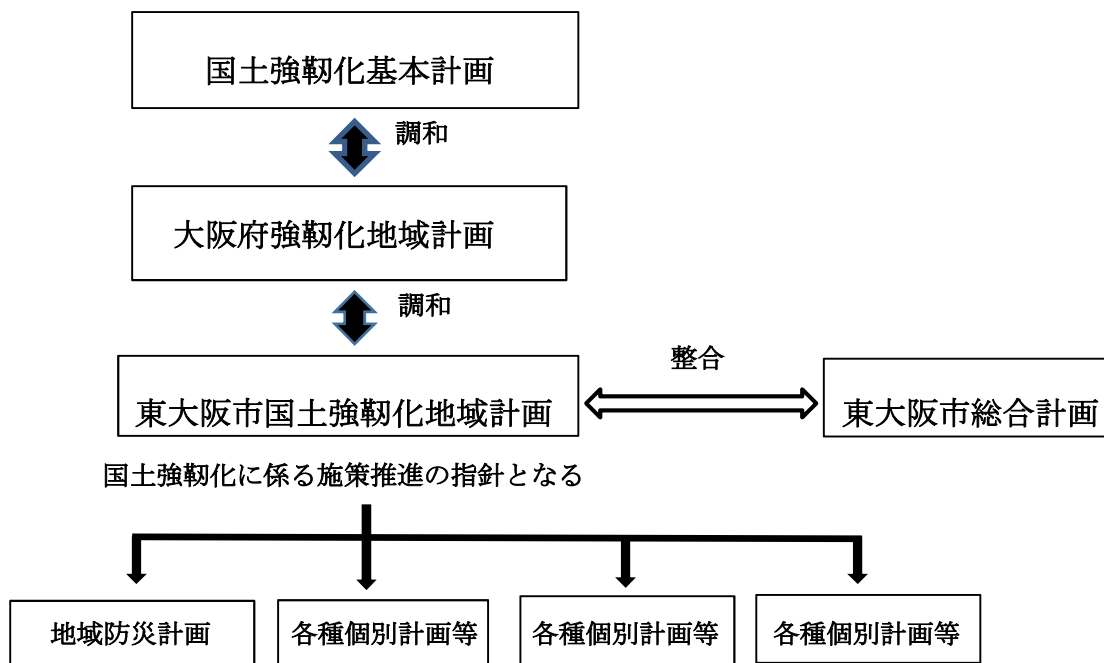 国土強靭化基本計画
調和
大阪府強靭化地域計画
調和
東大阪市国土強靭化地域計画
整合
東大阪市総合計画
国土強靭化に係る施策推進の指針となる
地域防災計画
各種個別計画等
各種個別計画等
各種個別計画等